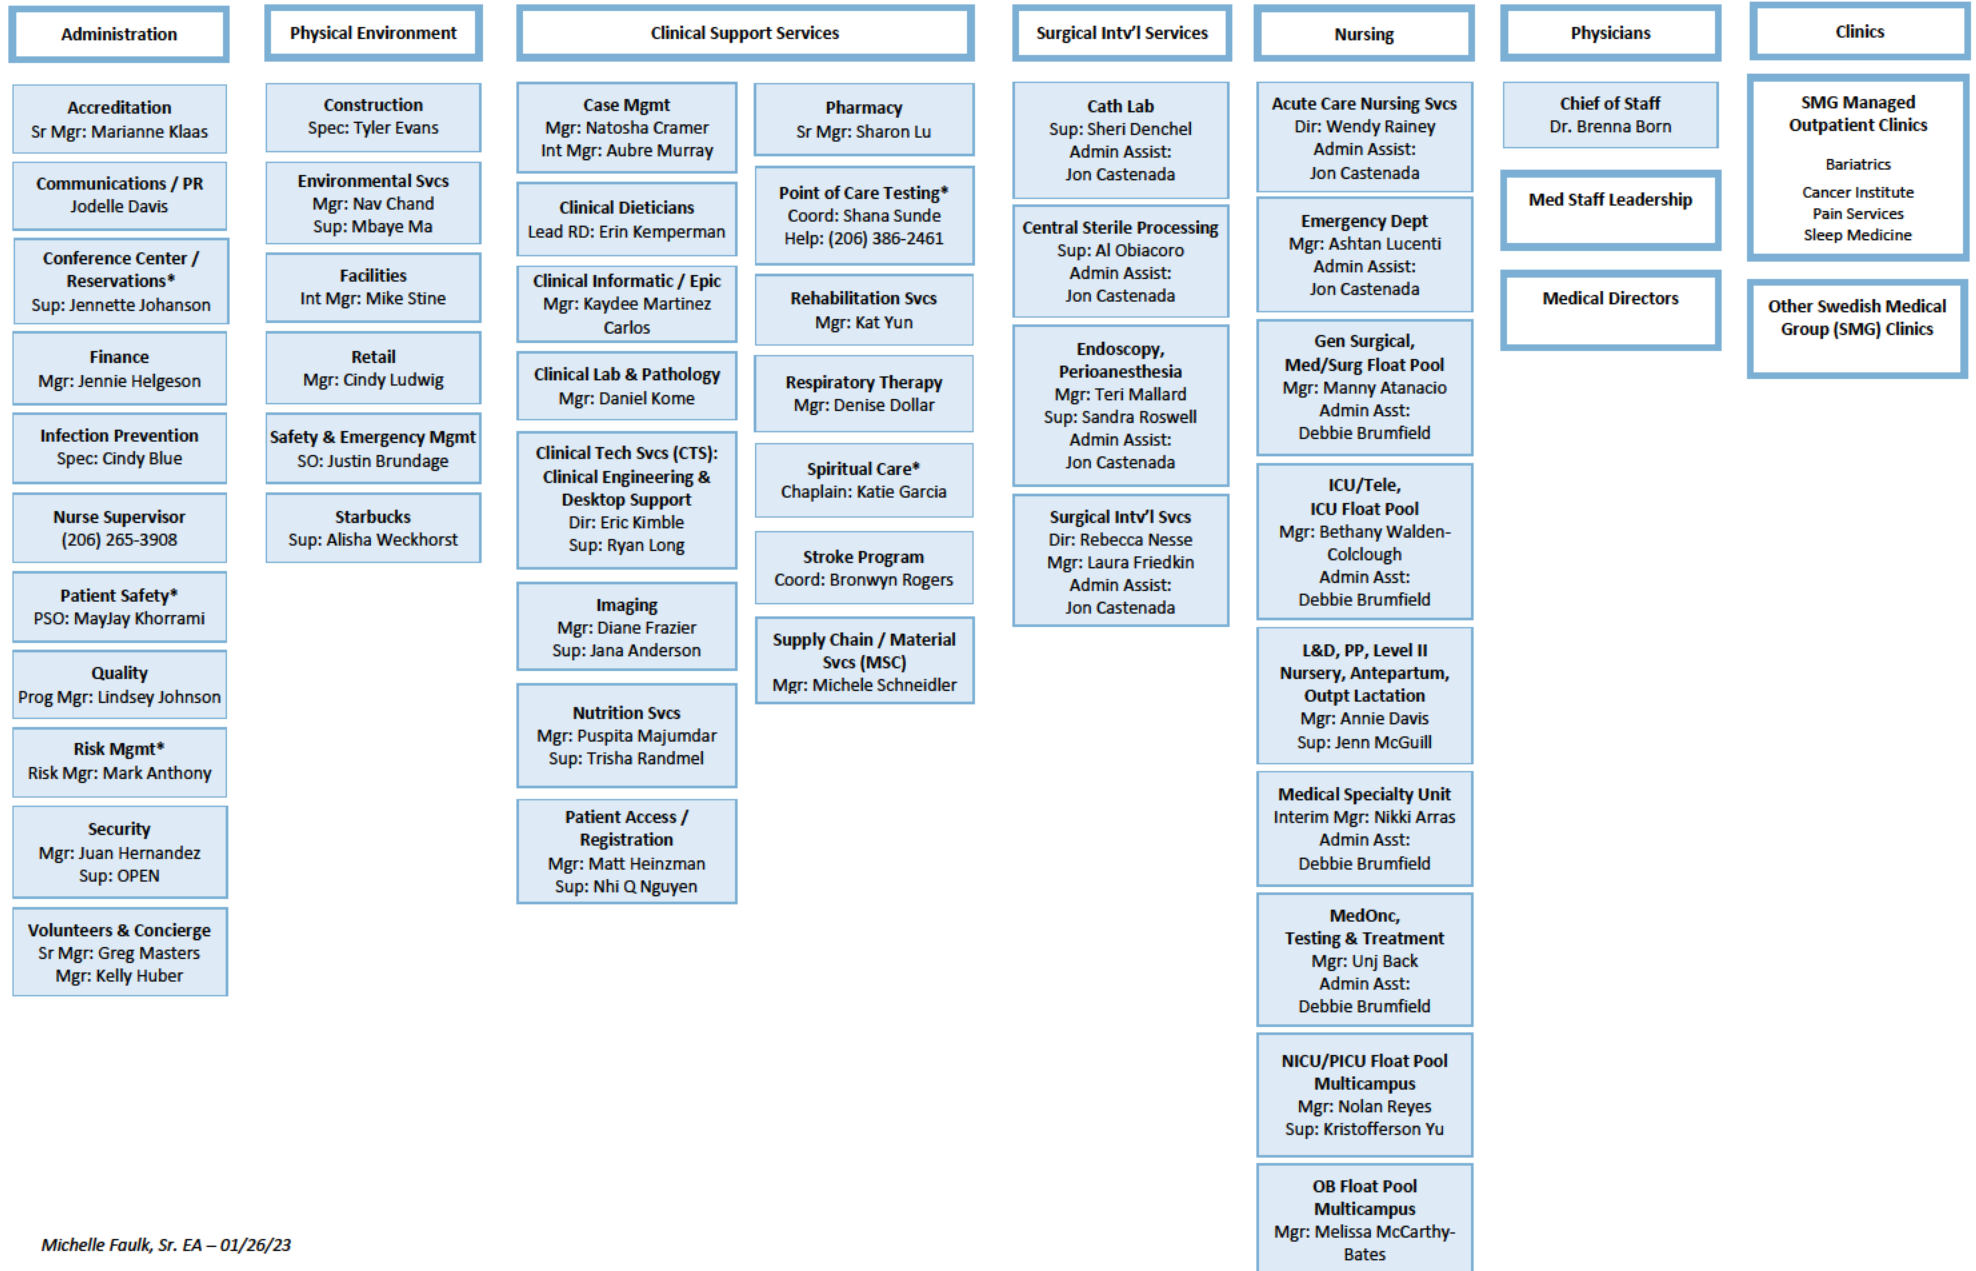 Administration
Accreditation
Sr Mgr: Marianne Klaas
Communications / PR
Jodelle Davis
Conference Center /
Reservations*
Sup: Jennette Johanson
Finance
Mgr: Jennie Helgeson
Infection Prevention
Spec: Cindy Blue
Nurse Supervisor
(206) 265-3908
Patient Safety*
PSO: MayJay Khorrami
Quality
Prog Mgr: Lindsey Johnson
Risk Mgmt*
Risk Mgr: Mark Anthony
Security
Mgr: Juan Hernandez
Sup: OPEN
Volunteers & Concierge
Sr Mgr: Greg Masters
Mgr: Kelly Huber
Physical Environment
Construction
Spec: Tyler Evans
Environmental Svcs
Mgr: Nav Chand
Sup: Mbaye Ma
Facilities
Int Mgr: Mike Stine
Retail
Mgr: Cindy Ludwig
Safety & Emergency Mgmt
SO: Justin Brundage
Starbucks
Sup: Alisha Weckhorst
Clinical Support Services
Case Mgmt
Mgr: Natosha Cramer
Int Mgr: Aubre Murray
Clinical Dieticians
Lead RD: Erin Kemperman
Clinical Informatic / Epic
Mgr: Kaydee Martinez
Carlos
Clinical Lab & Pathology
Mgr: Daniel Kome
Clinical Tech Svcs (CTS):
Clinical Engineering &
Desktop Support
Dir: Eric Kimble
Sup: Ryan Long
Imaging
Mgr: Diane Frazier
Sup: Jana Anderson
Nutrition Svcs
Mgr: Puspita Majumdar
Sup: Trisha Randmel
Patient Access /
Registration
Mgr: Matt Heinzman
Sup: Nhi Q Nguyen
Pharmacy
Sr Mgr: Sharon Lu
Point of Care Testing*
Coord: Shana Sunde
Help: (206) 386-2461
Rehabilitation Svcs
Mgr: Kat Yun
Respiratory Therapy
Mgr: Denise Dollar
Spiritual Care*
Chaplain: Katie Garcia
Stroke Program
Coord: Bronwyn Rogers
Supply Chain / Material
Svcs (MSC)
Mgr: Michele Schneidler
Surgical Intv'l Services
Cath Lab
Sup: Sheri Denchel
Admin Assist:
Jon Castenada
Central Sterile Processing
Sup: Al Obiacoro
Admin Assist:
Jon Castenada
Endoscopy,
Perioanesthesia
Mgr: Teri Mallard
Sup: Sandra Roswell
Admin Assist:
Jon Castenada
Surgical Intv'l Svcs
Dir: Rebecca Nesse
Mgr: Laura Friedkin
Admin Assist:
Jon Castenada
Nursing
Acute Care Nursing Svcs
Dir: Wendy Rainey
Admin Assist:
Jon Castenada
Emergency Dept
Mgr: Ashtan Lucenti
Admin Assist:
Jon Castenada
Gen Surgical,
Med/Surg Float Pool
Mgr: Manny Atanacio
Admin Asst:
Debbie Brumfield
ICU/Tele,
ICU Float Pool
Mgr: Bethany Walden-
Colclough
Admin Asst:
Debbie Brumfield
L&D, PP, Level II
Nursery, Antepartum,
Outpt Lactation
Mgr: Annie Davis
Sup: Jenn McGuill
Medical Specialty Unit
Interim Mgr: Nikki Arras
Admin Asst:
Debbie Brumfield
MedOnc,
Testing & Treatment
Mgr: Unj Back
Admin Asst:
Debbie Brumfield
NICU/PICU Float Pool
Multicampus
Mgr: Nolan Reyes
Sup: Kristofferson Yu
OB Float Pool
Multicampus
Mgr: Melissa McCarthy-
Bates
Physicians
Chief of Staff
Dr. Brenna Born
Med Staff Leadership
Medical Directors
Clinics
SMG Managed
Outpatient Clinics
Bariatrics
Cancer Institute
Pain Services
Sleep Medicine
Other Swedish Medical
Group (SMG) Clinics
Michelle Faulk, Sr. EA – 01/26/23